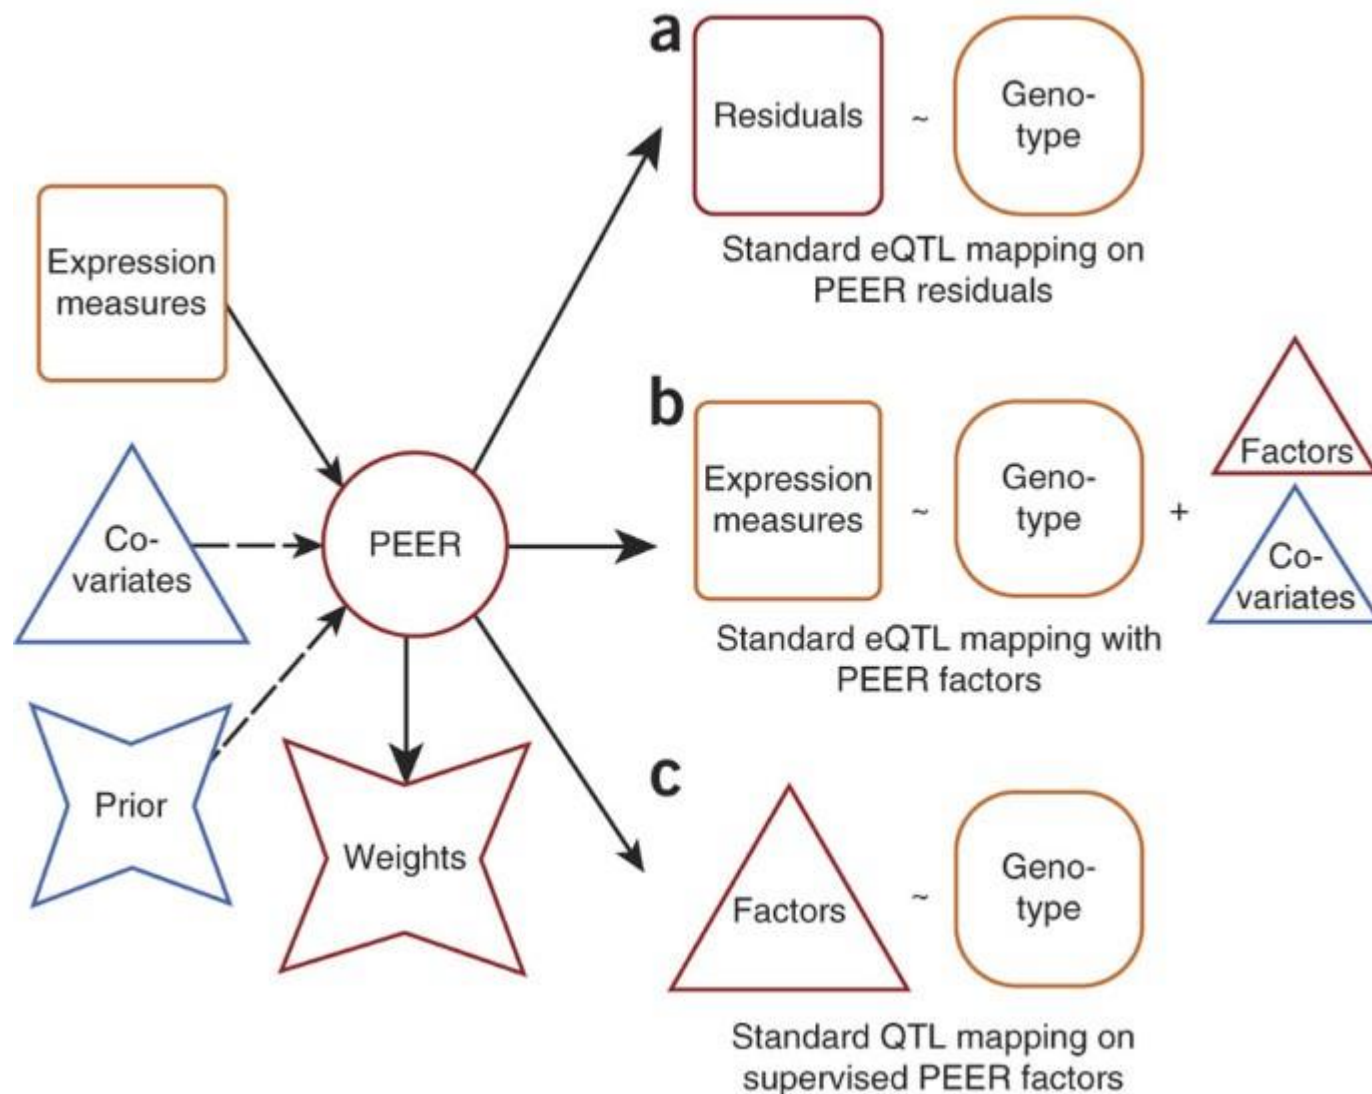 a
Residuals
~
Geno-
type
Standard eQTL mapping on
PEER residuals
Expression
measures
Co-
variates
Prior
PEER
Weights
b
Expression
measures
~
Geno-
type
+
Factors
Co-
variates
Standard eQTL mapping with
PEER factors
c
Factors
~
Geno-
type
Standard QTL mapping on
supervised PEER factors